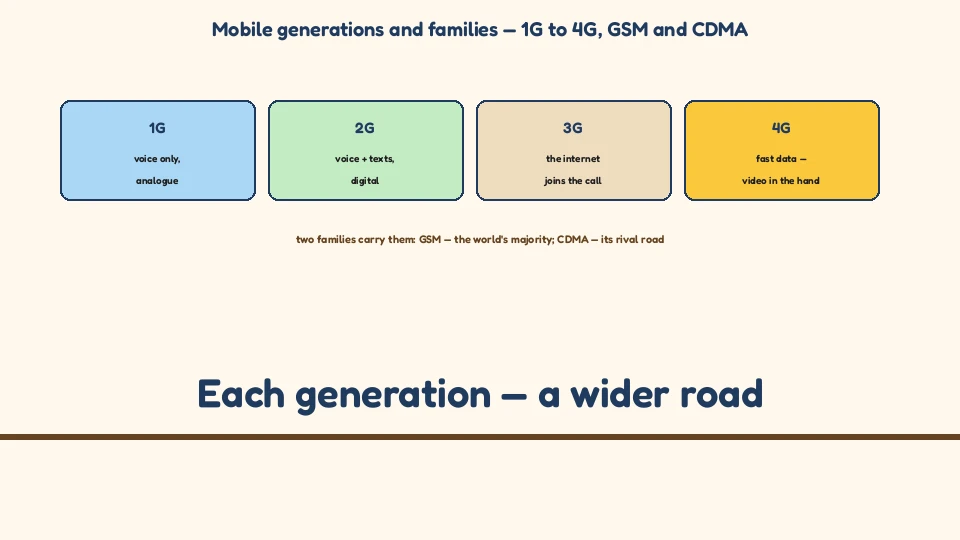 Mobile generations and families — 1G to 4G, GSM and CDMA
1G
voice only,
analogue
2G
voice + texts,
digital
3G
the internet
joins the call
4G
fast data —
video in the hand
two families carry them: GSM — the world's majority; CDMA — its rival road
Each generation — a wider road